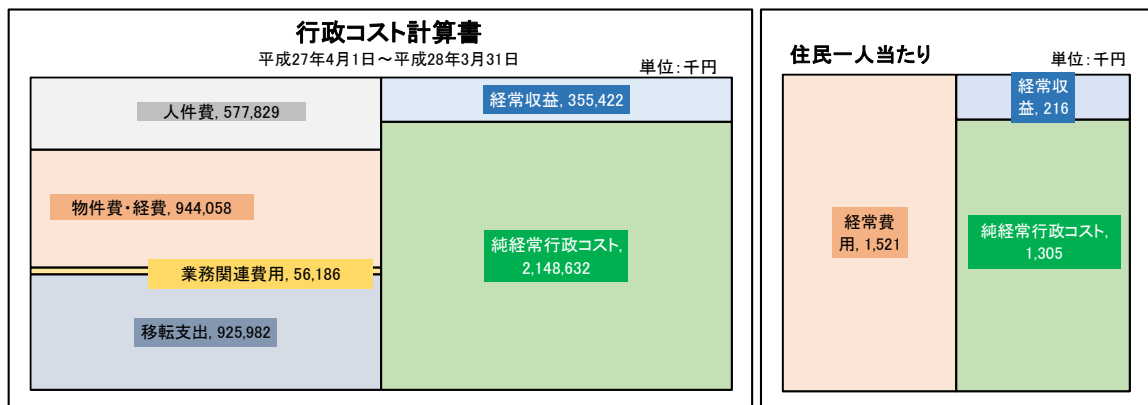 行政コスト計算書
平成27年4月1日～平成28年3月31日
単位：千円
人件費, 577,829
物件費・経費, 944,058
業務関連費用, 56,186
移転支出, 925,982
経常収益, 355,422
純経常行政コスト,
2,148,632
住民一人当たり
単位：千円
経常費
用, 1,521
経常収
益, 216
純経常行政コスト,
1,305